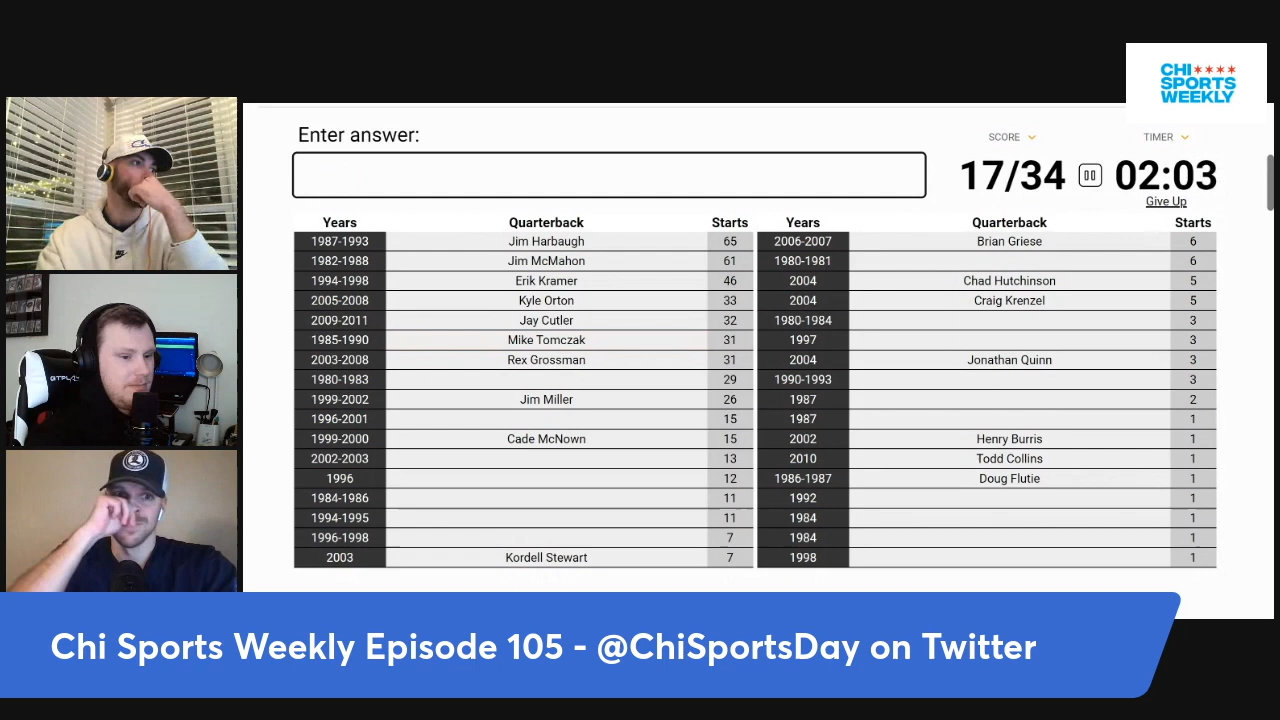 CHI ★★★★
SPORTS
WEEKLY
Enter answer:
SCORE
TIMER
17/34
02:03
Give Up
Years Quarterback Starts Years Quarterback Starts
1987-1993 Jim Harbaugh 65 2006-2007 Brian Griese 6
1982-1988 Jim McMahon 61 1980-1981 6
1994-1998 Erik Kramer 46 2004 Chad Hutchinson 5
2005-2008 Kyle Orton 33 2004 Craig Krenzel 5
2009-2011 Jay Cutler 32 1980-1984 3
1985-1990 Mike Tomczak 31 1997 3
2003-2008 Rex Grossman 31 2004 Jonathan Quinn 3
1980-1983 29 1990-1993 3
1999-2002 Jim Miller 26 1987 2
1996-2001 15 1987 1
1999-2000 Cade McNown 15 2002 Henry Burris 1
2002-2003 13 2010 Todd Collins 1
1996 12 1986-1987 Doug Flutie 1
1984-1986 11 1992 1
1994-1995 11 1984 1
1996-1998 7 1984 1
2003 Kordell Stewart 7 1998 1
Chi Sports Weekly Episode 105 - @ChiSportsDay on Twitter